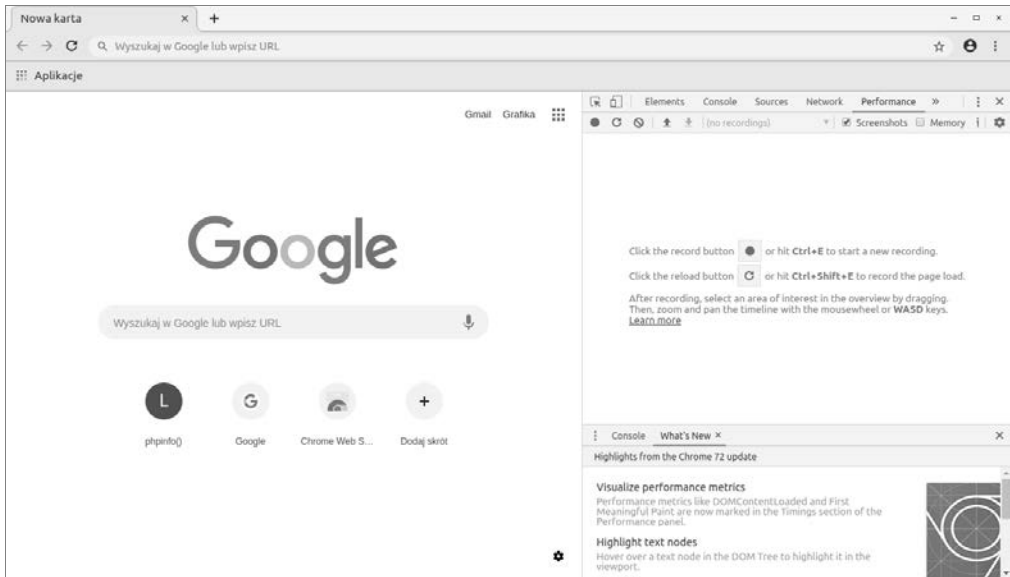 Nowa karta
Wyszukaj w Google lub wpisz URL
Aplikacje
Gmail Grafika
Google
Wyszukaj w Google lub wpisz URL
L
G
phpinfo()
Google
Chrome Web S...
Dodaj skrót
Elements Console Sources Network Performance
(no recordings) Screenshots Memory
Click the record button or hit Ctrl+E to start a new recording.
Click the reload button or hit Ctrl+Shift+E to record the page load.
After recording, select an area of interest in the overview by dragging.
Then, zoom and pan the timeline with the mousewheel or WASD keys.
Learn more
Console What's New
Highlights from the Chrome 72 update
Visualize performance metrics
Performance metrics like DOMContentLoaded and First
Meaningful Paint are now marked in the Timings section of the
Performance panel.
Highlight text nodes
Hover over a text node in the DOM Tree to highlight it in the
viewport.